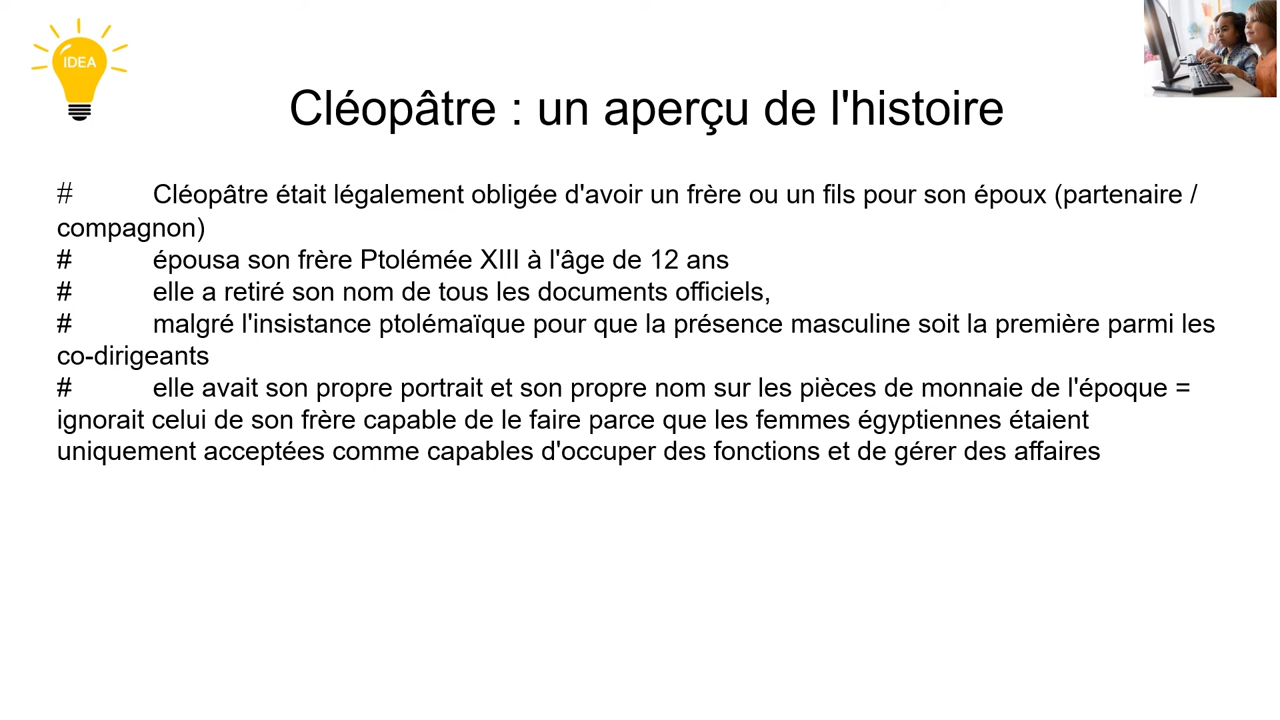 IDEA
Cléopâtre : un aperçu de l'histoire
# Cléopâtre était légalement obligée d'avoir un frère ou un fils pour son époux (partenaire /
compagnon)
# épousa son frère Ptolémée XIII à l'âge de 12 ans
# elle a retiré son nom de tous les documents officiels,
# malgré l'insistance ptolémaïque pour que la présence masculine soit la première parmi les
co-dirigeants
# elle avait son propre portrait et son propre nom sur les pièces de monnaie de l'époque =
ignorait celui de son frère capable de le faire parce que les femmes égyptiennes étaient
uniquement acceptées comme capables d'occuper des fonctions et de gérer des affaires